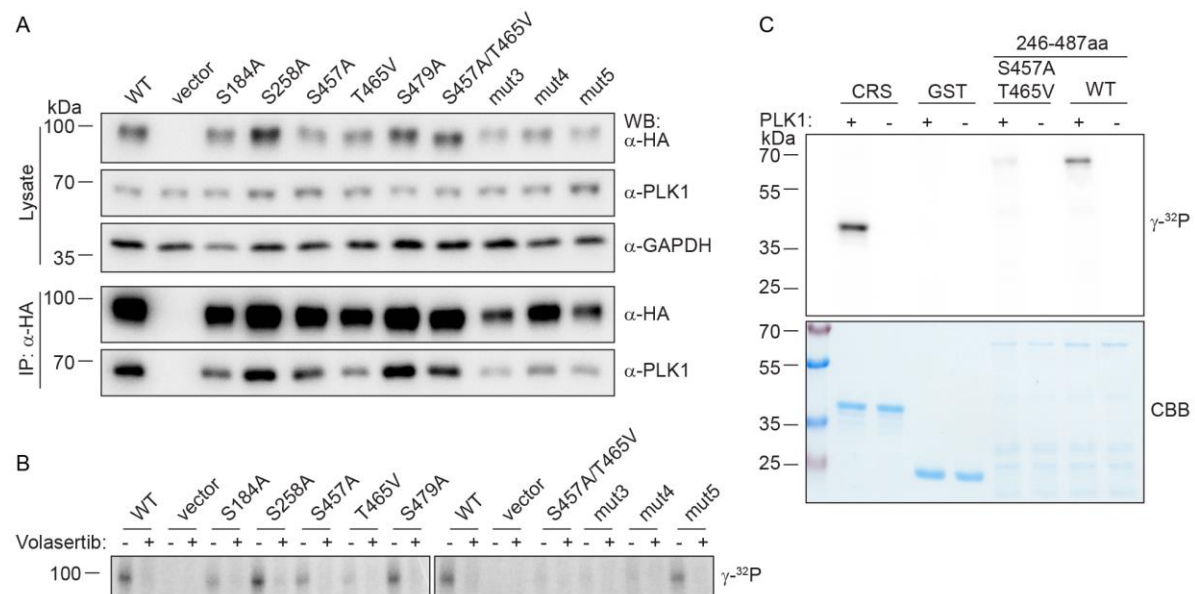 A
WT vector S184A S258A S457A T465V S479A S457A/T465V mut3 mut4 mut5
kDa
WB:
100
α-HA
Lysate
70
α-PLK1
35
α-GAPDH
IP: α-HA
100
α-HA
70
α-PLK1
B
WT vector S184A S258A S457A T465V S479A WT vector S457A/T465V mut3 mut4 mut5
Volasertib: - + - + - + - + - + - + - + - + - + - + - + - + - +
100
γ-³²P
C
246-487aa
S457A
T465V
CRS GST WT
PLK1: + - + - + - + -
kDa
70
55
35
25
γ-³²P
70
55
35
25
CBB